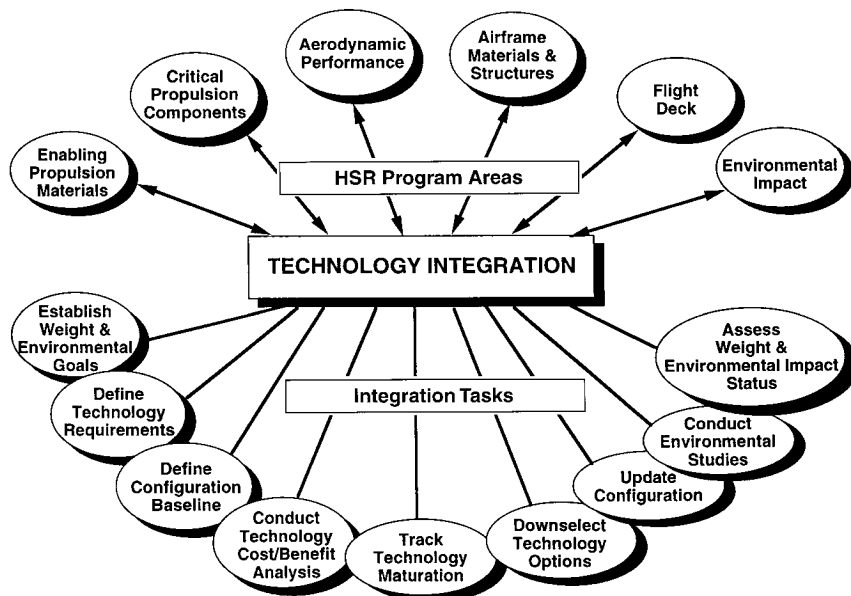 Enabling
Propulsion
Materials
Critical
Propulsion
Components
Aerodynamic
Performance
Airframe
Materials &
Structures
Flight
Deck
Environmental
Impact
HSR Program Areas
TECHNOLOGY INTEGRATION
Integration Tasks
Establish
Weight &
Environmental
Goals
Define
Technology
Requirements
Define
Configuration
Baseline
Conduct
Technology
Cost/Benefit
Analysis
Track
Technology
Maturation
Downselect
Technology
Options
Update
Configuration
Conduct
Environmental
Studies
Assess
Weight &
Environmental Impact
Status